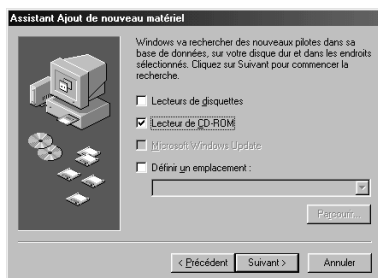 Assistant Ajout de nouveau matériel
Windows va rechercher des nouveaux pilotes dans sa
base de données, sur votre disque dur et dans les endroits
sélectionnés. Cliquez sur Suivant pour commencer la
recherche.
Lecteurs de disquettes
Lecteur de CD-ROM
Microsoft Windows Update
Définir un emplacement :
Parcourir...
< Précédent
Suivant >
Annuler